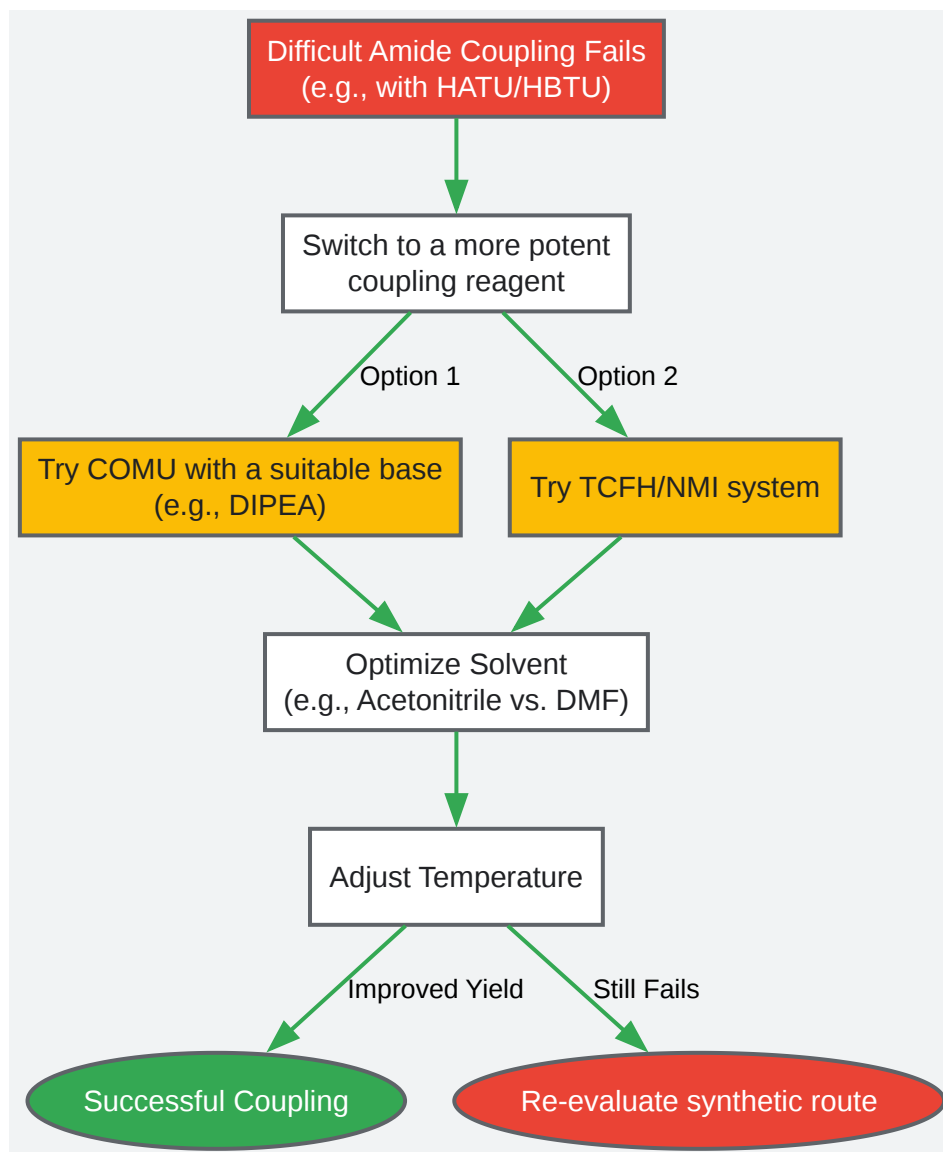 Difficult Amide Coupling Fails
(e.g., with HATU/HBTU)
Switch to a more potent
coupling reagent
Option 1
Option 2
Try COMU with a suitable base
(e.g., DIPEA)
Try TCFH/NMI system
Optimize Solvent
(e.g., Acetonitrile vs. DMF)
Adjust Temperature
Improved Yield
Still Fails
Successful Coupling
Re-evaluate synthetic route